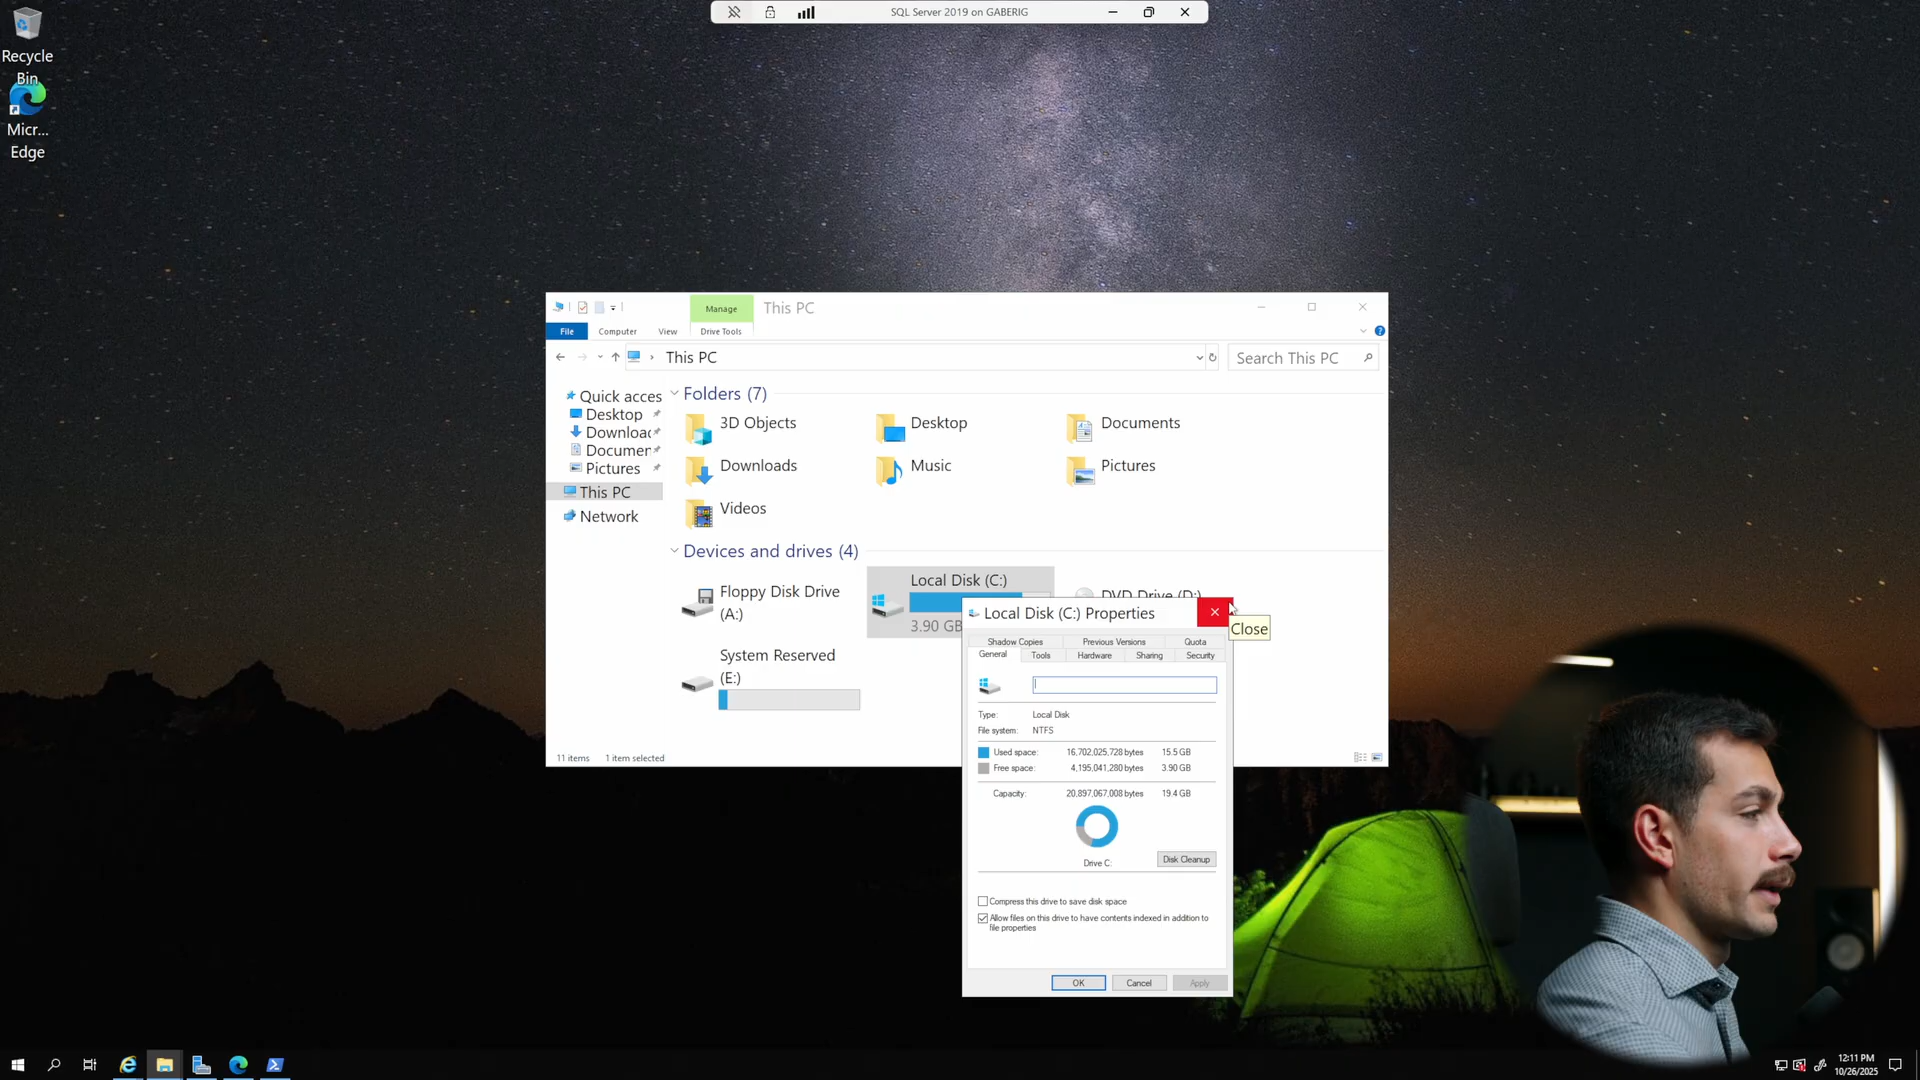 SQL Server 2019 on GABERIG
Recycle
Bin
Micr...
Edge
Manage
This PC
File
Computer
View
Drive Tools
This PC
Search This PC
Quick acces
Desktop
Downloac
Documer
Pictures
This PC
Network
Folders (7)
3D Objects
Desktop
Documents
Downloads
Music
Pictures
Videos
Devices and drives (4)
Floppy Disk Drive
(A:)
Local Disk (C:)
3.90 GB
DVD Drive (D:)
System Reserved
(E:)
11 items
1 item selected
Local Disk (C:) Properties
Close
Shadow Copies
Previous Versions
Quota
General
Tools
Hardware
Sharing
Security
Type:
Local Disk
File system:
NTFS
Used space:
16,702,025,728 bytes
15.5 GB
Free space:
4,195,041,280 bytes
3.90 GB
Capacity:
20,897,067,008 bytes
19.4 GB
Drive C:
Disk Cleanup
Compress this drive to save disk space
Allow files on this drive to have contents indexed in addition to
file properties
OK
Cancel
Apply
12:11 PM
10/26/2025